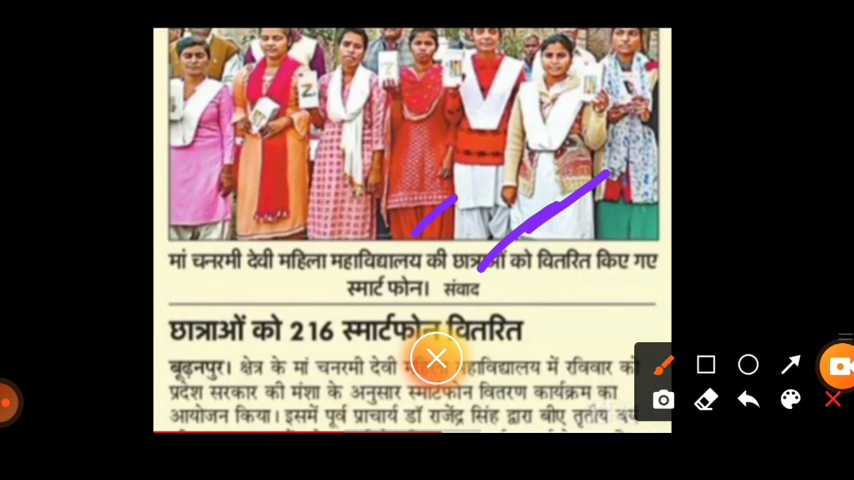 मां चनरमी देवी महिला महाविद्यालय की छात्राओं को वितरित किए गए
स्मार्ट फोन। संवाद
छात्राओं को 216 स्मार्टफोन वितरित
बूढ़नपुर। क्षेत्र के मां चनरमी देवी महाविद्यालय में रविवार को
प्रदेश सरकार की मंशा के अनुसार स्मार्टफोन वितरण कार्यक्रम का
आयोजन किया। इसमें पूर्व प्राचार्य डॉ राजेंद्र सिंह द्वारा बीए तृतीय